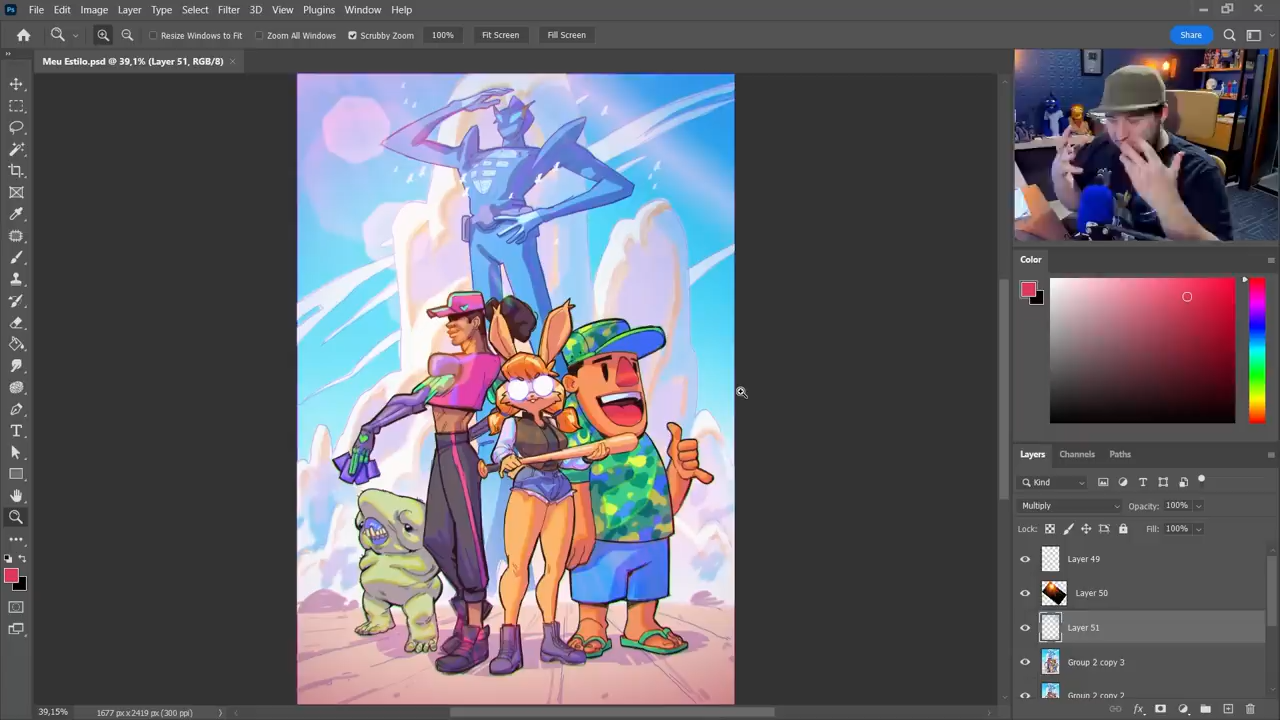 Ps File Edit Image Layer Type Select Filter 3D View Plugins Window Help
Resize Windows to Fit Zoom All Windows Scrubby Zoom 100% Fit Screen Fill Screen Share
Meu Estilo.psd @ 39,1% (Layer 51, RGB/8)
Color
Layers Channels Paths
Kind
Multiply Opacity: 100%
Lock: Fill: 100%
Layer 49
Layer 50
Layer 51
Group 2 copy 3
Group 2 copy 2
39,15% 1677 px x 2419 px (300 ppi)